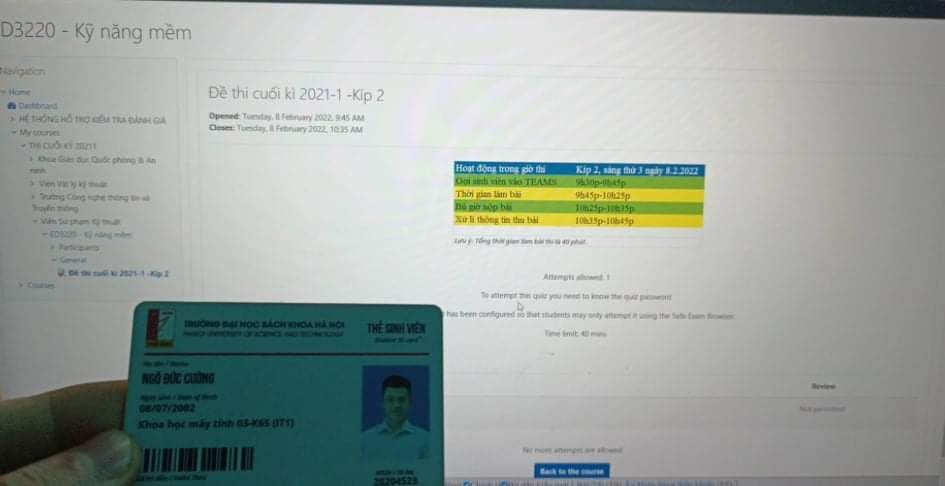 D3220 - Kỹ năng mềm
Navigation
Home
Dashboard
HỆ THỐNG HỖ TRỢ KIỂM TRA ĐÁNH GIÁ
My courses
THI CUỐI KỲ 20211
Khoa Giáo dục Quốc phòng & An
ninh
Viện Vật lý kỹ thuật
Trường Công nghệ thông tin và
Truyền thông
Viện Sư phạm Kỹ thuật
ED3220 - Kỹ năng mềm
Participants
General
Đề thi cuối kì 2021-1 -Kíp 2
Courses
Đề thi cuối kì 2021-1 -Kíp 2
Opened: Tuesday, 8 February 2022, 9:45 AM
Closes: Tuesday, 8 February 2022, 10:35 AM
Hoạt động trong giờ thi Kíp 2, sáng thứ 3 ngày 8.2.2022
Gọi sinh viên vào TEAMS 9h30p-9h45p
Thời gian làm bài 9h45p-10h25p
Bù giờ nộp bài 10h25p-10h35p
Xử lí thông tin thu bài 10h35p-10h45p
Lưu ý: Tổng thời gian làm bài thi là 40 phút.
Attempts allowed: 1
To attempt this quiz you need to know the quiz password
has been configured so that students may only attempt it using the Safe Exam Browser.
Time limit: 40 mins
Review
Not permitted
No more attempts are allowed
Back to the course
TRƯỜNG ĐẠI HỌC BÁCH KHOA HÀ NỘI
HANOI UNIVERSITY OF SCIENCE AND TECHNOLOGY
THẺ SINH VIÊN
Student ID card
Họ tên / Name
NGÔ ĐỨC CƯỜNG
Ngày sinh / Date of Birth
08/07/2002
Khoa học máy tính 03-K65 (IT1)
Giá trị đến / Valid Thru
MSSV / ID No.
20204523